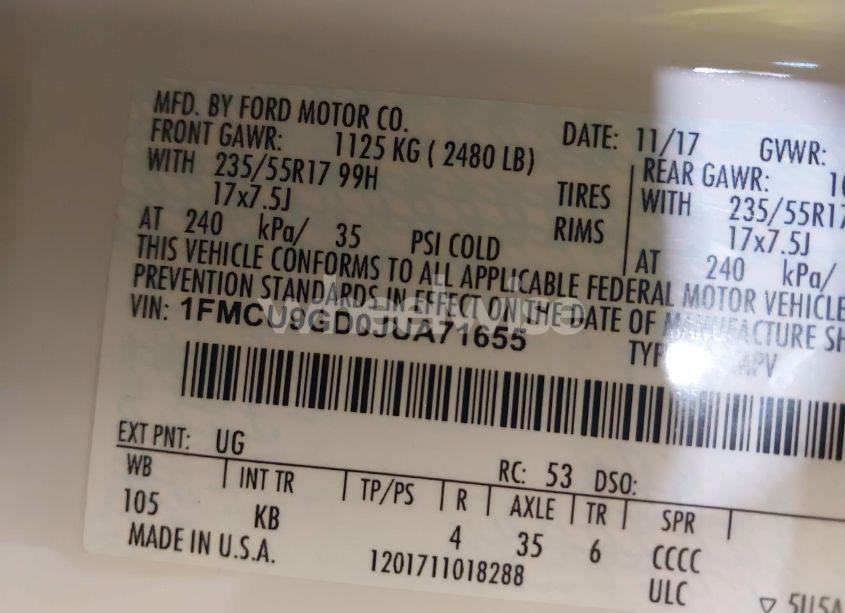 MFD. BY FORD MOTOR CO. DATE: 11/17 GVWR:
FRONT GAWR: 1125 KG ( 2480 LB) REAR GAWR:
WITH 235/55R17 99H TIRES WITH 235/55R17
17x7.5J RIMS 17x7.5J
AT 240 kPa/ 35 PSI COLD AT 240 kPa/
THIS VEHICLE CONFORMS TO ALL APPLICABLE FEDERAL MOTOR VEHICLE
PREVENTION STANDARDS IN EFFECT ON THE DATE OF MANUFACTURE SH
VIN: 1FMCU9GD0JUA71655
EXT PNT: UG RC: 53 DSO:
WB INT TR TP/PS R AXLE TR SPR
105 KB 4 35 6 CCCC
MADE IN U.S.A. 1201711018288 ULC